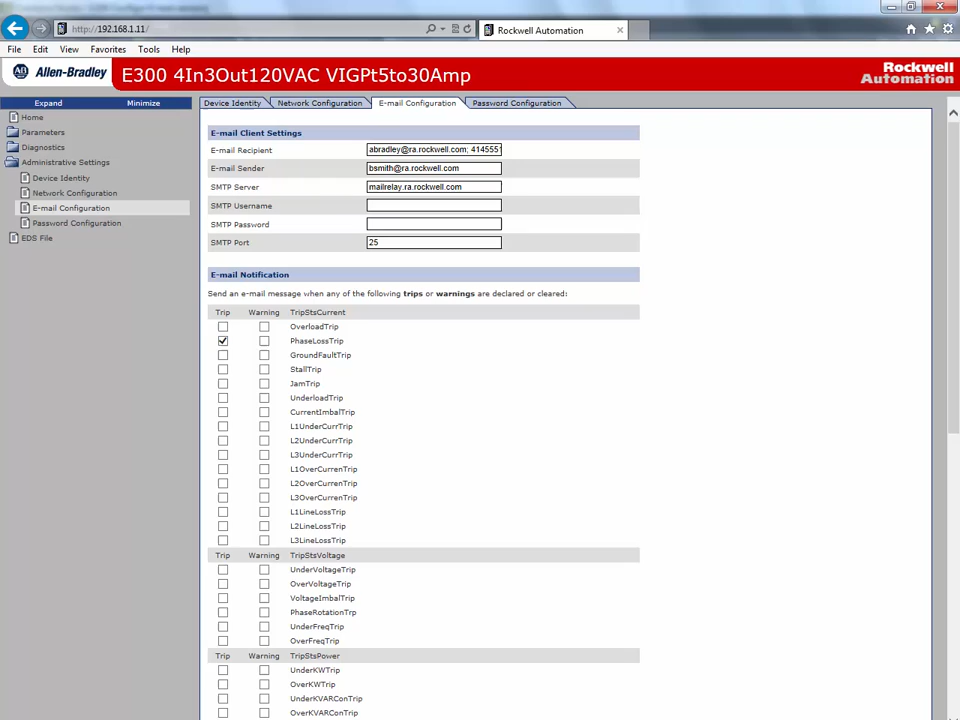 http://192.168.1.11/
Rockwell Automation
File Edit View Favorites Tools Help
Allen-Bradley
E300 4In3Out120VAC VIGPt5to30Amp
Rockwell
Automation
Expand Minimize
Home
Parameters
Diagnostics
Administrative Settings
Device Identity
Network Configuration
E-mail Configuration
Password Configuration
EDS File
Device Identity Network Configuration E-mail Configuration Password Configuration
E-mail Client Settings
E-mail Recipient abradley@ra.rockwell.com; 414555
E-mail Sender bsmith@ra.rockwell.com
SMTP Server mailrelay.ra.rockwell.com
SMTP Username
SMTP Password
SMTP Port 25
E-mail Notification
Send an e-mail message when any of the following trips or warnings are declared or cleared:
Trip Warning TripStsCurrent
OverloadTrip
PhaseLossTrip
GroundFaultTrip
StallTrip
JamTrip
UnderloadTrip
CurrentImbalTrip
L1UnderCurrTrip
L2UnderCurrTrip
L3UnderCurrTrip
L1OverCurrenTrip
L2OverCurrenTrip
L3OverCurrenTrip
L1LineLossTrip
L2LineLossTrip
L3LineLossTrip
Trip Warning TripStsVoltage
UnderVoltageTrip
OverVoltageTrip
VoltageImbalTrip
PhaseRotationTrp
UnderFreqTrip
OverFreqTrip
Trip Warning TripStsPower
UnderKWTrip
OverKWTrip
UnderKVARConTrip
OverKVARConTrip